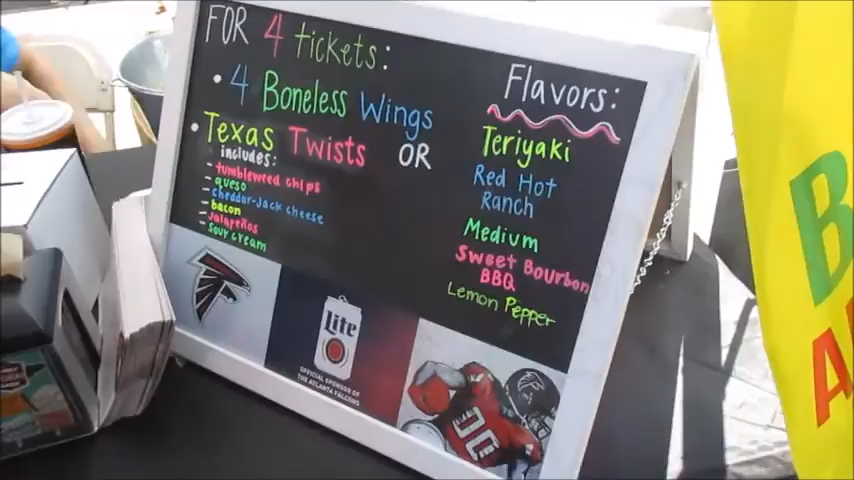 FOR 4 tickets:
• 4 Boneless Wings
• Texas Twists OR
includes:
- tumbleweed chips
- queso
- cheddar-jack cheese
- bacon
- jalapeños
- sour cream
Flavors:
Teriyaki
Red Hot
Ranch
Medium
Sweet Bourbon
BBQ
Lemon Pepper
Lite
OFFICIAL SPONSOR OF
THE ATLANTA FALCONS
B
A